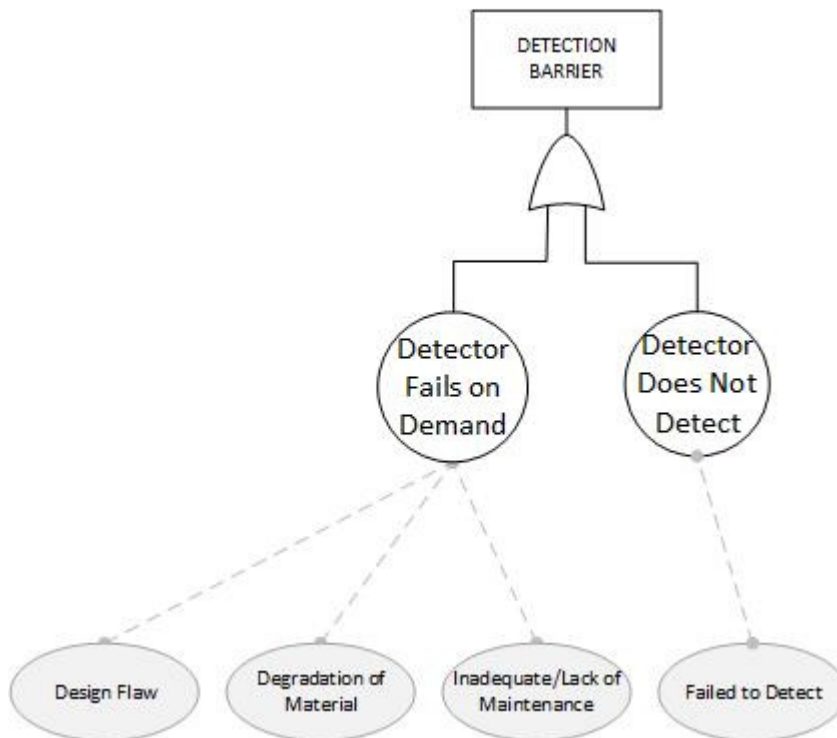 DETECTION
BARRIER
Detector
Fails on
Demand
Detector
Does Not
Detect
Design Flaw
Degradation of
Material
Inadequate/Lack of
Maintenance
Failed to Detect